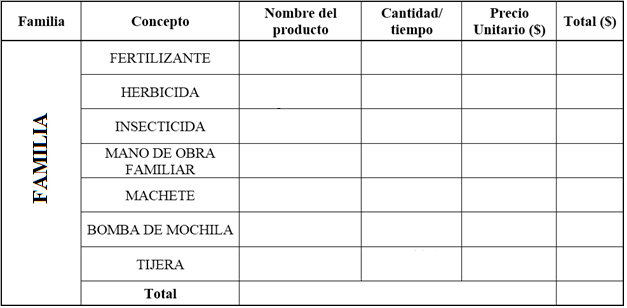 Familia Concepto Nombre del producto Cantidad/ tiempo Precio Unitario ($) Total ($)
FAMILIA
FERTILIZANTE
HERBICIDA
INSECTICIDA
MANO DE OBRA
FAMILIAR
MACHETE
BOMBA DE MOCHILA
TIJERA
Total